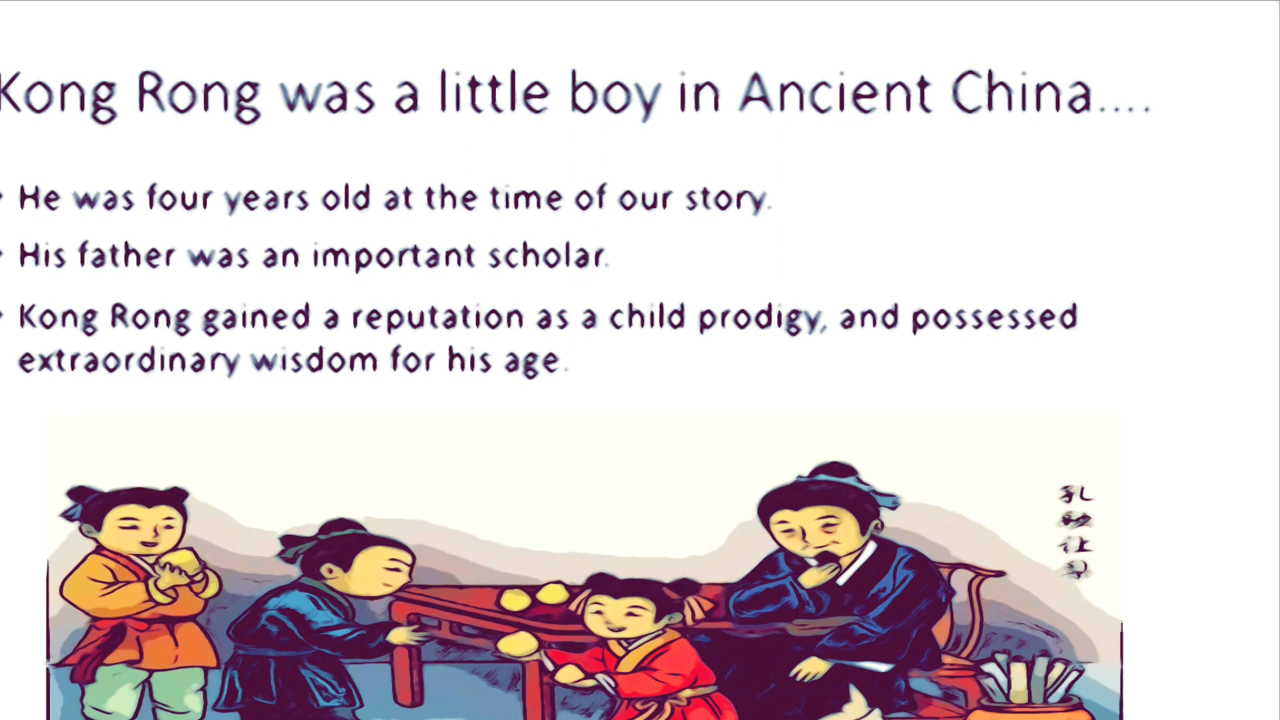 Kong Rong was a little boy in Ancient China....
He was four years old at the time of our story.
His father was an important scholar.
Kong Rong gained a reputation as a child prodigy, and possessed
extraordinary wisdom for his age.
孔
让